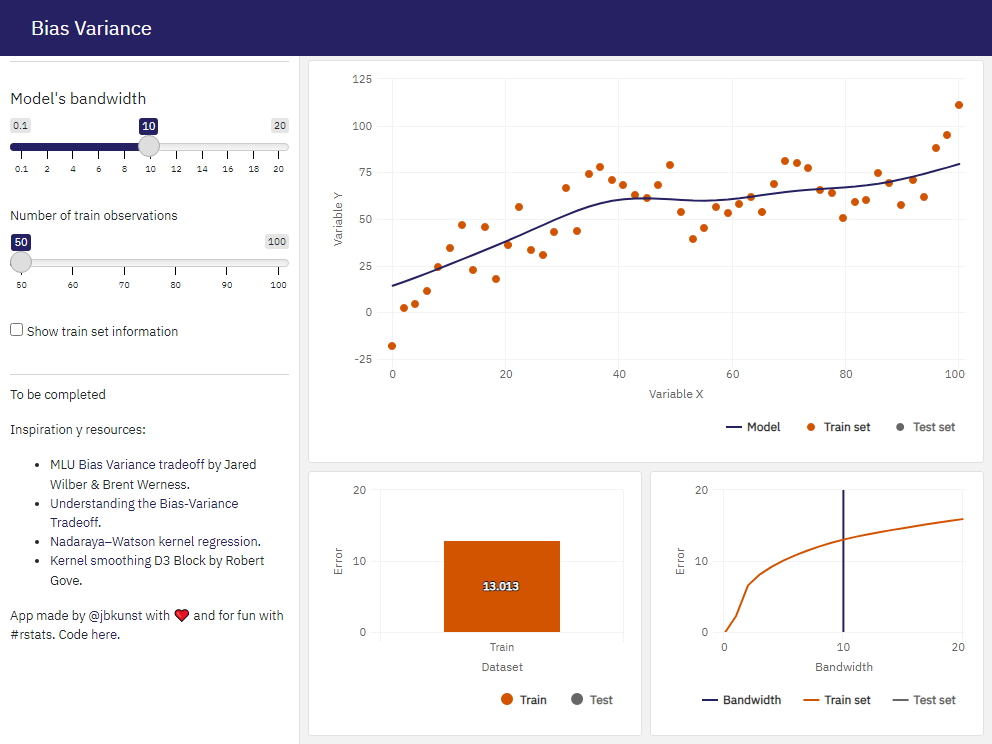 Bias Variance
Model's bandwidth
0.1 10 20
0.1 2 4 6 8 10 12 14 16 18 20
Number of train observations
50 100
50 60 70 80 90 100
Show train set information
To be completed
Inspiration y resources:
MLU Bias Variance tradeoff by Jared
Wilber & Brent Werness.
Understanding the Bias-Variance
Tradeoff.
Nadaraya–Watson kernel regression.
Kernel smoothing D3 Block by Robert
Gove.
App made by @jbkunst with ❤ and for fun with
#rstats. Code here.
Variable Y
125
100
75
50
25
0
-25
0 20 40 60 80 100
Variable X
Model Train set Test set
Error
20
10
0
13.013
Train
Dataset
Train Test
Error
20
10
0
0 10 20
Bandwidth
Bandwidth Train set Test set